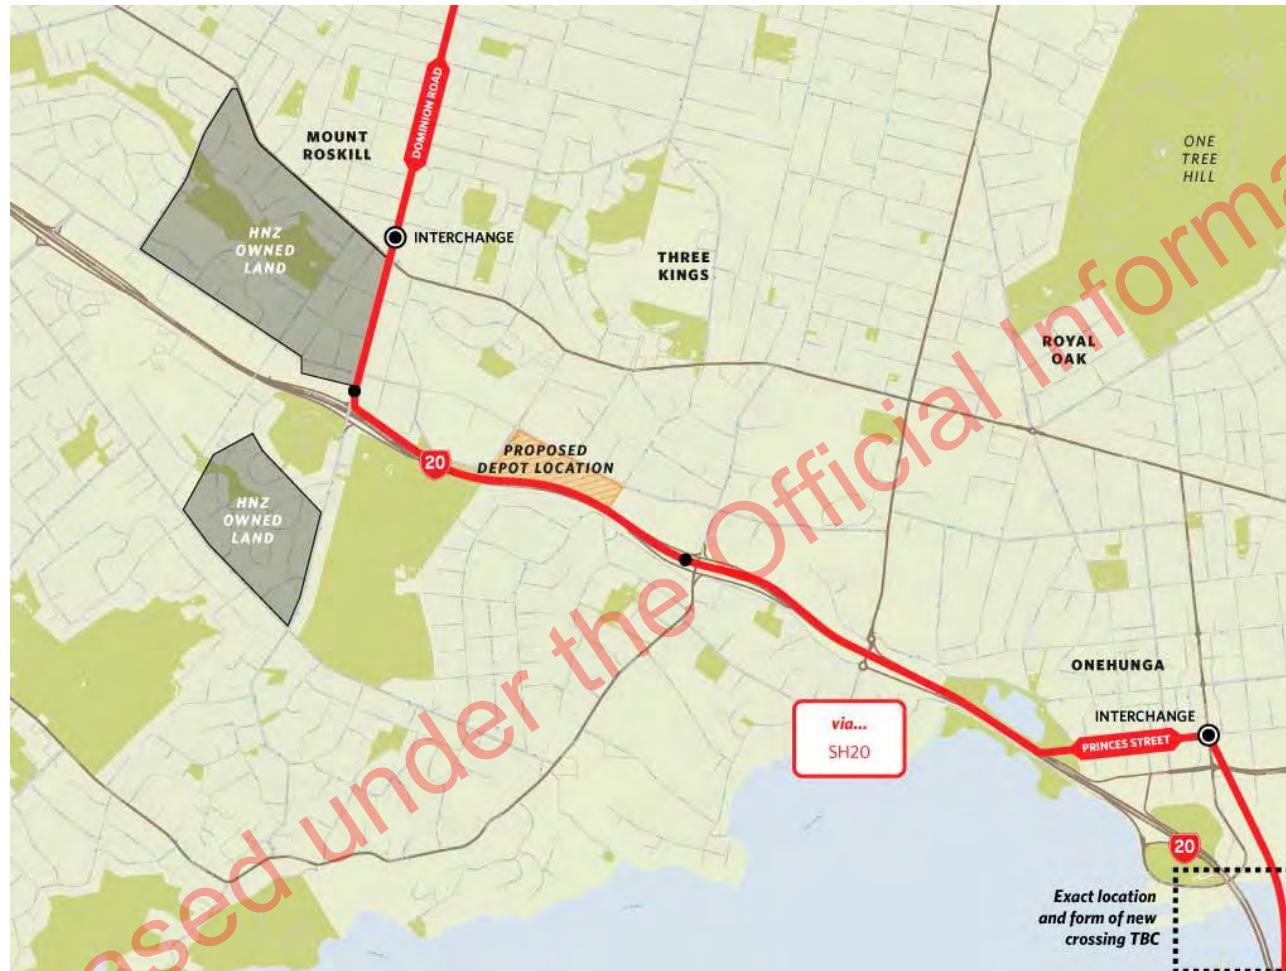 DOMINION ROAD
MOUNT
ROSKILL
ONE
TREE
HILL
INTERCHANGE
HNZ
OWNED
LAND
THREE
KINGS
ROYAL
OAK
PROPOSED
DEPOT LOCATION
20
HNZ
OWNED
LAND
ONEHUNGA
via...
SH20
INTERCHANGE
PRINCES STREET
20
Exact location
and form of new
crossing TBC
ased under the Official Informa